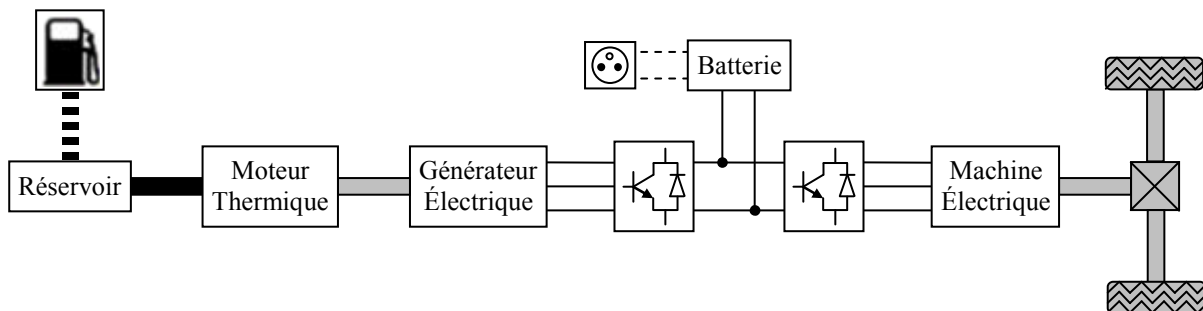 Batterie
Réservoir
Moteur
Thermique
Générateur
Électrique
Machine
Électrique